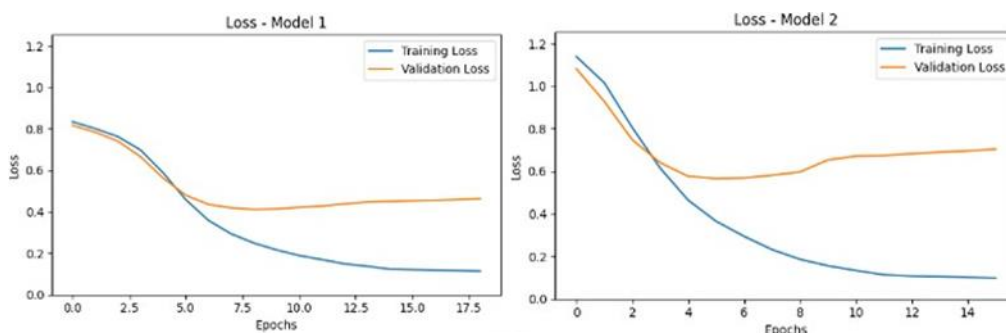 Loss - Model 1
Training Loss
Validation Loss
1.2
1.0
0.8
0.6
0.4
0.2
0.0
Loss
0.0 2.5 5.0 7.5 10.0 12.5 15.0 17.5
Epochs
Loss - Model 2
Training Loss
Validation Loss
1.2
1.0
0.8
0.6
0.4
0.2
0.0
Loss
0 2 4 6 8 10 12 14
Epochs